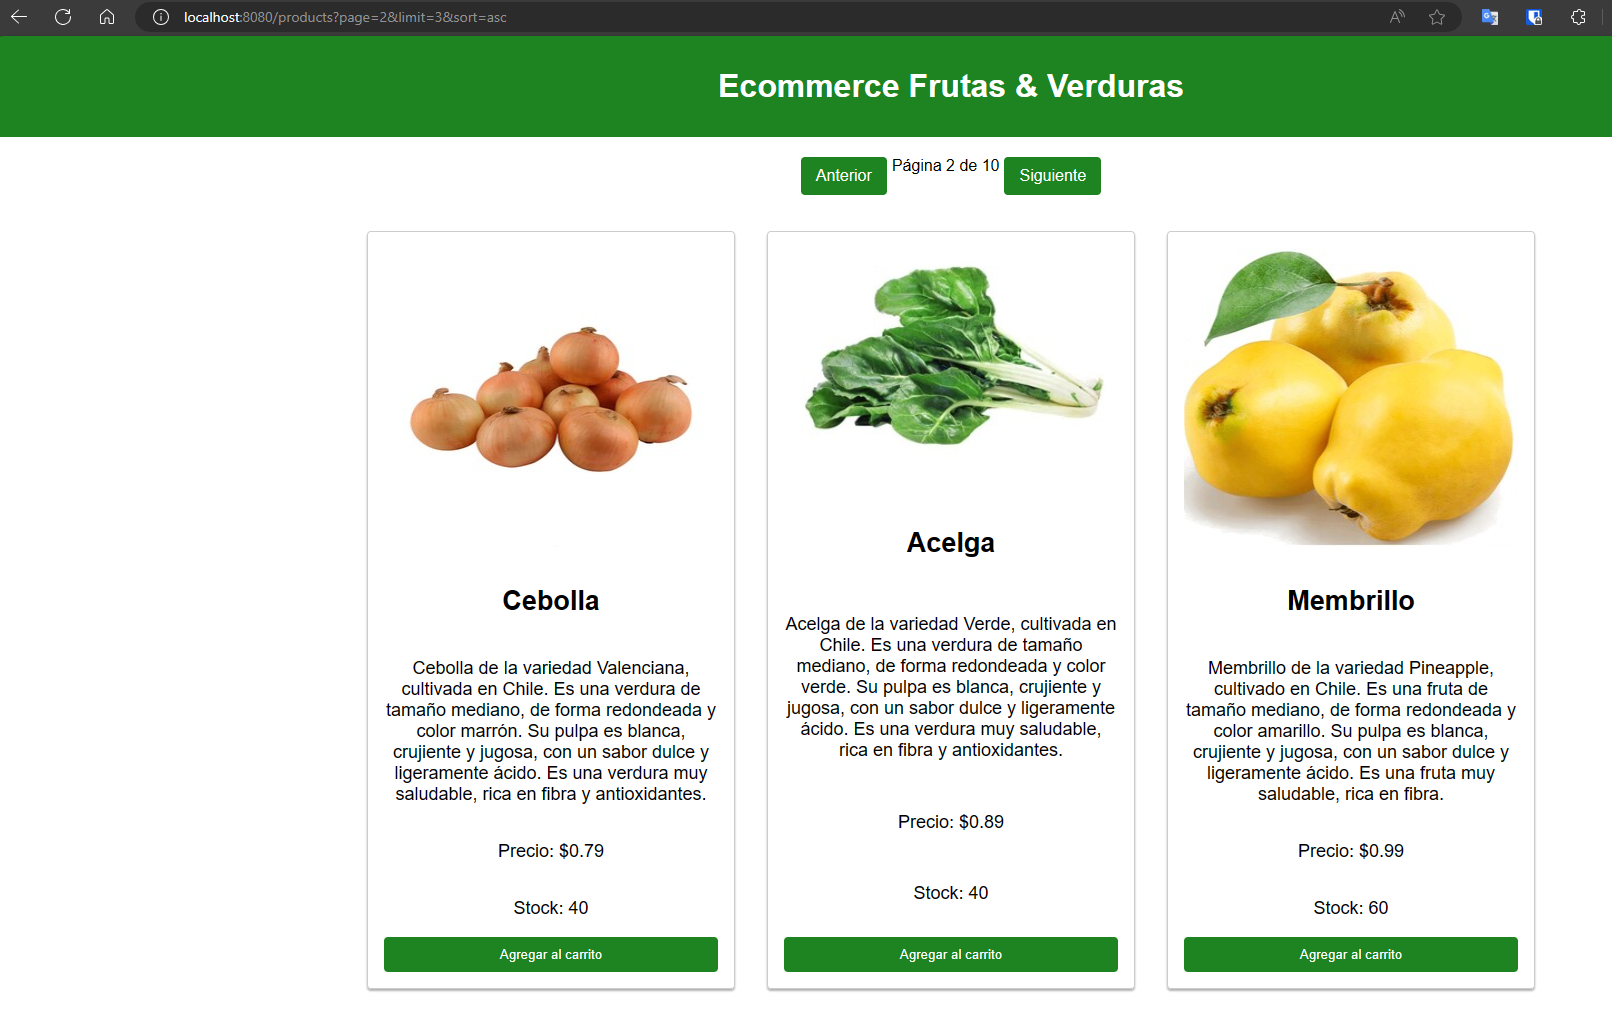 localhost:8080/products?page=2&limit=3&sort=asc
Ecommerce Frutas & Verduras
Anterior Página 2 de 10 Siguiente
Cebolla
Cebolla de la variedad Valenciana,
cultivada en Chile. Es una verdura de
tamaño mediano, de forma redondeada y
color marrón. Su pulpa es blanca,
crujiente y jugosa, con un sabor dulce y
ligeramente ácido. Es una verdura muy
saludable, rica en fibra y antioxidantes.
Precio: $0.79
Stock: 40
Agregar al carrito
Acelga
Acelga de la variedad Verde, cultivada en
Chile. Es una verdura de tamaño
mediano, de forma redondeada y color
verde. Su pulpa es blanca, crujiente y
jugosa, con un sabor dulce y ligeramente
ácido. Es una verdura muy saludable,
rica en fibra y antioxidantes.
Precio: $0.89
Stock: 40
Agregar al carrito
Membrillo
Membrillo de la variedad Pineapple,
cultivado en Chile. Es una fruta de
tamaño mediano, de forma redondeada y
color amarillo. Su pulpa es blanca,
crujiente y jugosa, con un sabor dulce y
ligeramente ácido. Es una fruta muy
saludable, rica en fibra.
Precio: $0.99
Stock: 60
Agregar al carrito